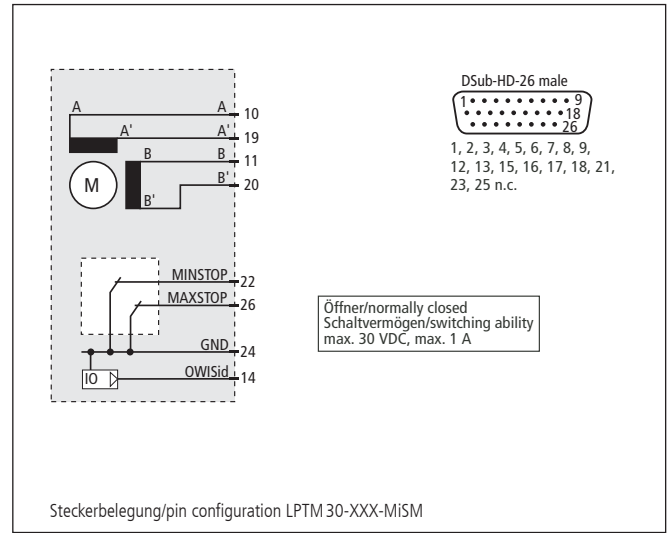 DSub-HD-26 male
1 9
18
26
1, 2, 3, 4, 5, 6, 7, 8, 9,
12, 13, 15, 16, 17, 18, 21,
23, 25 n.c.
A A 10
A' A' 19
B B 11
M
B' B' 20
MINSTOP 22
MAXSTOP 26
GND 24
IO OWISid 14
Öffner/normally closed
Schaltvermögen/switching ability
max. 30 VDC, max. 1 A
Steckerbelegung/pin configuration LPTM 30-XXX-MiSM